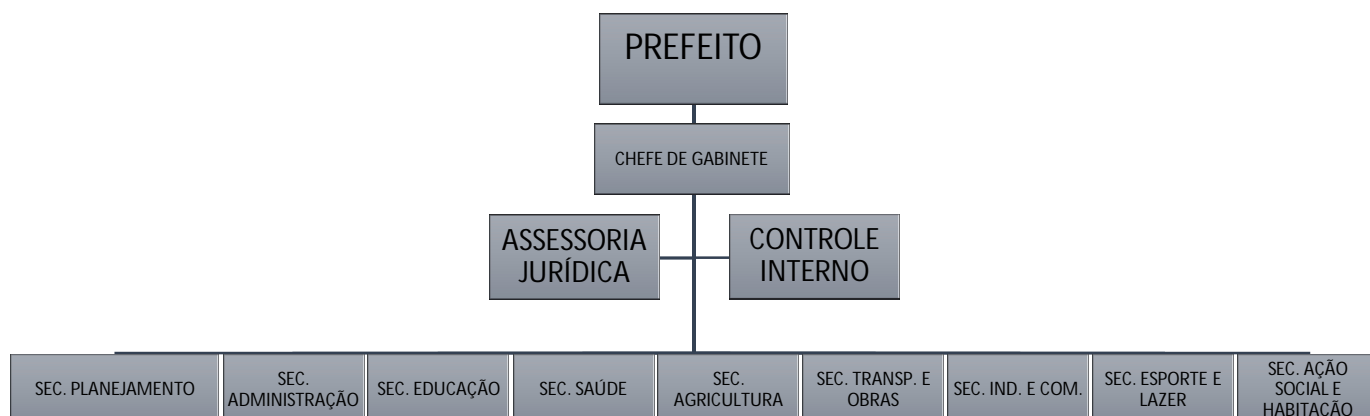 PREFEITO
CHEFE DE GABINETE
ASSESSORIA
JURÍDICA
CONTROLE
INTERNO
SEC. PLANEJAMENTO
SEC.
ADMINISTRAÇÃO
SEC. EDUCAÇÃO
SEC. SAÚDE
SEC.
AGRICULTURA
SEC. TRANSP. E
OBRAS
SEC. IND. E COM.
SEC. ESPORTE E
LAZER
SEC. AÇÃO
SOCIAL E
HABITAÇÃO